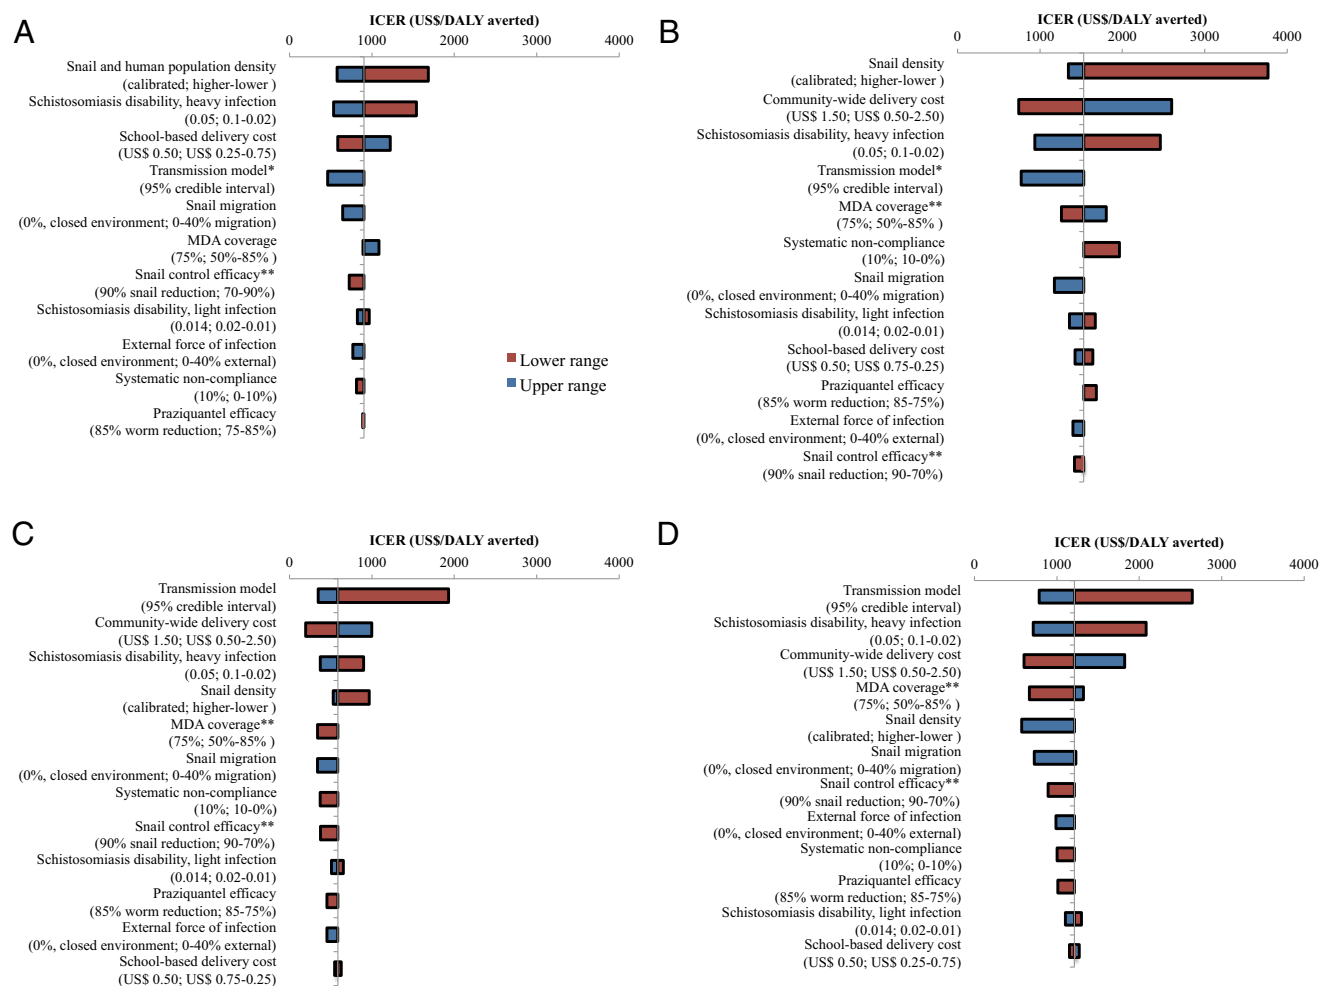 A
ICER (US$/DALY averted)
0 1000 2000 3000 4000
Snail and human population density
(calibrated; higher-lower )
Schistosomiasis disability, heavy infection
(0.05; 0.1-0.02)
School-based delivery cost
(US$ 0.50; US$ 0.25-0.75)
Transmission model*
(95% credible interval)
Snail migration
(0%, closed environment; 0-40% migration)
MDA coverage
(75%; 50%-85% )
Snail control efficacy**
(90% snail reduction; 70-90%)
Schistosomiasis disability, light infection
(0.014; 0.02-0.01)
External force of infection
(0%, closed environment; 0-40% external)
Systematic non-compliance
(10%; 0-10%)
Praziquantel efficacy
(85% worm reduction; 75-85%)
Lower range
Upper range
B
ICER (US$/DALY averted)
0 1000 2000 3000 4000
Snail density
(calibrated; higher-lower )
Community-wide delivery cost
(US$ 1.50; US$ 0.50-2.50)
Schistosomiasis disability, heavy infection
(0.05; 0.1-0.02)
Transmission model*
(95% credible interval)
MDA coverage**
(75%; 50%-85% )
Systematic non-compliance
(10%; 10-0%)
Snail migration
(0%, closed environment; 0-40% migration)
Schistosomiasis disability, light infection
(0.014; 0.02-0.01)
School-based delivery cost
(US$ 0.50; US$ 0.75-0.25)
Praziquantel efficacy
(85% worm reduction; 85-75%)
External force of infection
(0%, closed environment; 0-40% external)
Snail control efficacy**
(90% snail reduction; 90-70%)
C
ICER (US$/DALY averted)
0 1000 2000 3000 4000
Transmission model
(95% credible interval)
Community-wide delivery cost
(US$ 1.50; US$ 0.50-2.50)
Schistosomiasis disability, heavy infection
(0.05; 0.1-0.02)
Snail density
(calibrated; higher-lower )
MDA coverage**
(75%; 50%-85% )
Snail migration
(0%, closed environment; 0-40% migration)
Systematic non-compliance
(10%; 10-0%)
Snail control efficacy**
(90% snail reduction; 90-70%)
Schistosomiasis disability, light infection
(0.014; 0.02-0.01)
Praziquantel efficacy
(85% worm reduction; 85-75%)
External force of infection
(0%, closed environment; 0-40% external)
School-based delivery cost
(US$ 0.50; US$ 0.75-0.25)
D
ICER (US$/DALY averted)
0 1000 2000 3000 4000
Transmission model
(95% credible interval)
Schistosomiasis disability, heavy infection
(0.05; 0.1-0.02)
Community-wide delivery cost
(US$ 1.50; US$ 0.50-2.50)
MDA coverage**
(75%; 50%-85% )
Snail density
(calibrated; higher-lower )
Snail migration
(0%, closed environment; 0-40% migration)
Snail control efficacy**
(90% snail reduction; 90-70%)
External force of infection
(0%, closed environment; 0-40% external)
Systematic non-compliance
(10%; 0-10%)
Praziquantel efficacy
(85% worm reduction; 85-75%)
Schistosomiasis disability, light infection
(0.014; 0.02-0.01)
School-based delivery cost
(US$ 0.50; US$ 0.25-0.75)